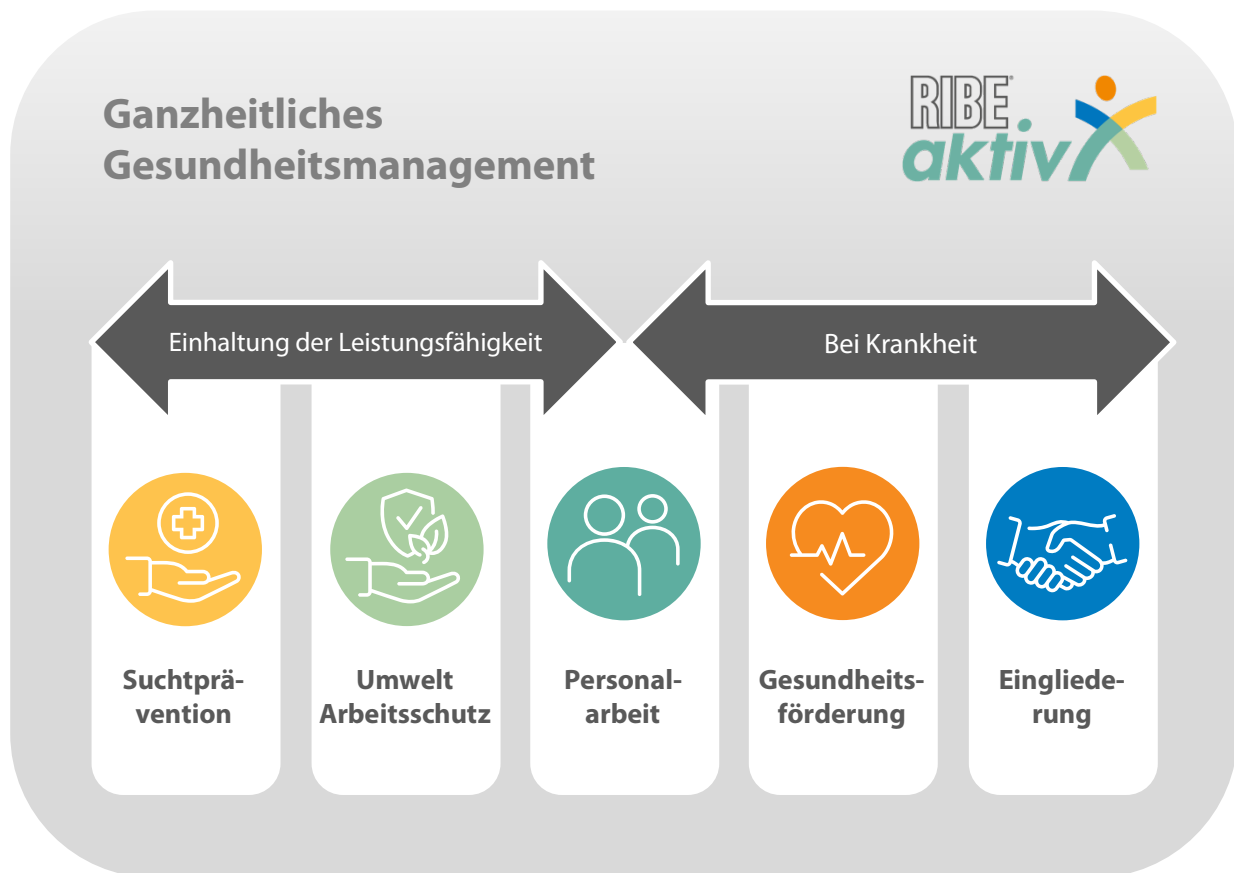 Ganzheitliches
Gesundheitsmanagement
RIBE®
aktiv
Einhaltung der Leistungsfähigkeit
Bei Krankheit
Suchtprä-
vention
Umwelt
Arbeitsschutz
Personal-
arbeit
Gesundheits-
förderung
Eingliede-
rung